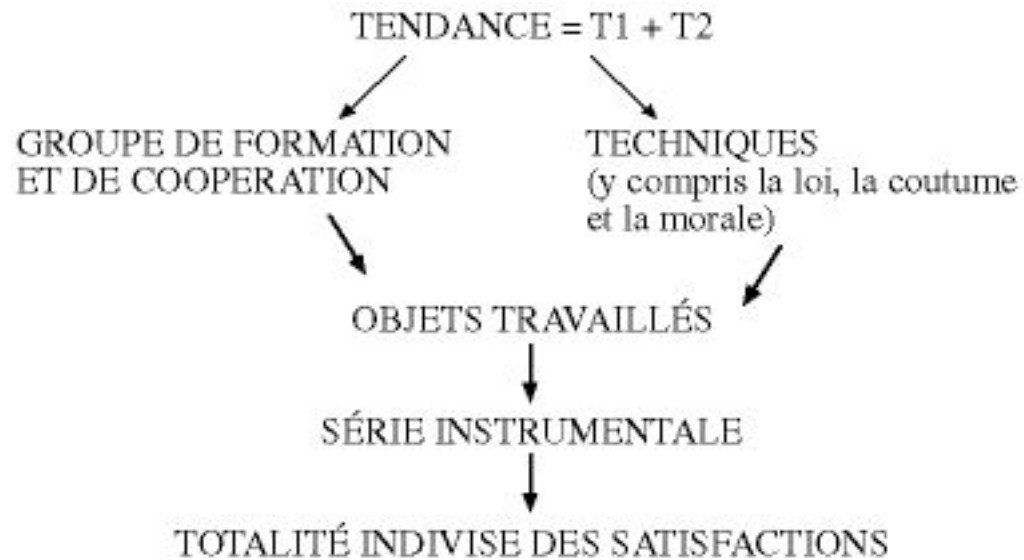 TENDANCE = T1 + T2
GROUPE DE FORMATION
ET DE COOPERATION
TECHNIQUES
(y compris la loi, la coutume
et la morale)
OBJETS TRAVAILLÉS
SÉRIE INSTRUMENTALE
TOTALITÉ INDIVISE DES SATISFACTIONS